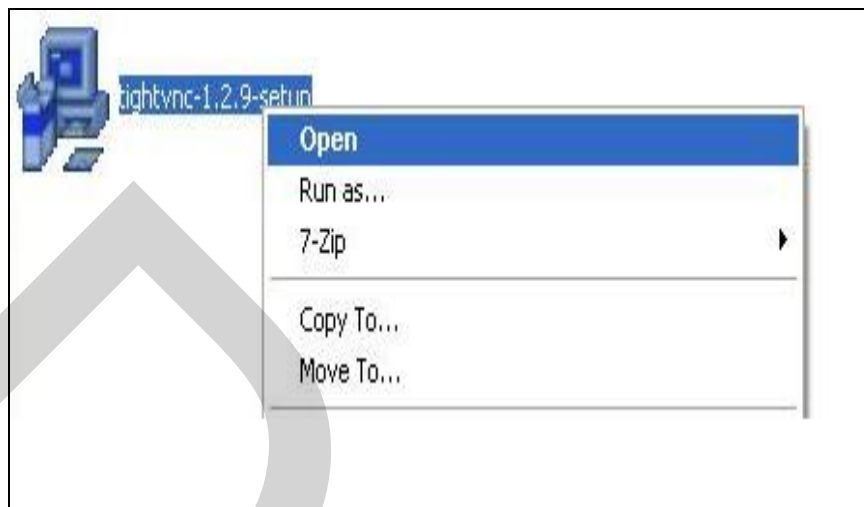 tightvnc-1.2.9-setup
Open
Run as...
7-Zip
Copy To...
Move To...